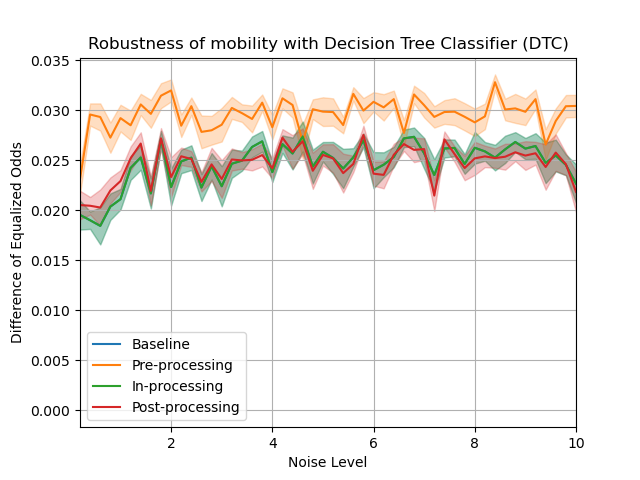 Robustness of mobility with Decision Tree Classifier (DTC)
Difference of Equalized Odds
0.035
0.030
0.025
0.020
0.015
0.010
0.005
0.000
Baseline
Pre-processing
In-processing
Post-processing
2 4 6 8 10
Noise Level